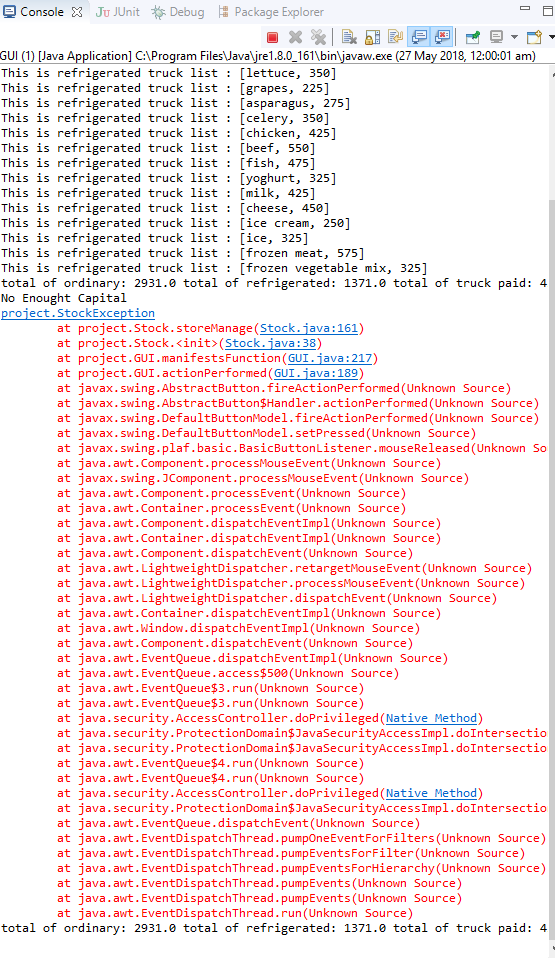 Console JUnit Debug Package Explorer
GUI (1) [Java Application] C:\Program Files\Java\jre1.8.0_161\bin\javaw.exe (27 May 2018, 12:00:01 am)
This is refrigerated truck list : [lettuce, 350]
This is refrigerated truck list : [grapes, 225]
This is refrigerated truck list : [asparagus, 275]
This is refrigerated truck list : [celery, 350]
This is refrigerated truck list : [chicken, 425]
This is refrigerated truck list : [beef, 550]
This is refrigerated truck list : [fish, 475]
This is refrigerated truck list : [yoghurt, 325]
This is refrigerated truck list : [milk, 425]
This is refrigerated truck list : [cheese, 450]
This is refrigerated truck list : [ice cream, 250]
This is refrigerated truck list : [ice, 325]
This is refrigerated truck list : [frozen meat, 575]
This is refrigerated truck list : [frozen vegetable mix, 325]
total of ordinary: 2931.0 total of refrigerated: 1371.0 total of truck paid: 4
No Enought Capital
project.StockException
at project.Stock.storeManage(Stock.java:161)
at project.Stock.<init>(Stock.java:38)
at project.GUI.manifestsFunction(GUI.java:217)
at project.GUI.actionPerformed(GUI.java:189)
at javax.swing.AbstractButton.fireActionPerformed(Unknown Source)
at javax.swing.AbstractButton$Handler.actionPerformed(Unknown Source)
at javax.swing.DefaultButtonModel.fireActionPerformed(Unknown Source)
at javax.swing.DefaultButtonModel.setPressed(Unknown Source)
at javax.swing.plaf.basic.BasicButtonListener.mouseReleased(Unknown So
at java.awt.Component.processMouseEvent(Unknown Source)
at javax.swing.JComponent.processMouseEvent(Unknown Source)
at java.awt.Component.processEvent(Unknown Source)
at java.awt.Container.processEvent(Unknown Source)
at java.awt.Component.dispatchEventImpl(Unknown Source)
at java.awt.Container.dispatchEventImpl(Unknown Source)
at java.awt.Component.dispatchEvent(Unknown Source)
at java.awt.LightweightDispatcher.retargetMouseEvent(Unknown Source)
at java.awt.LightweightDispatcher.processMouseEvent(Unknown Source)
at java.awt.LightweightDispatcher.dispatchEvent(Unknown Source)
at java.awt.Container.dispatchEventImpl(Unknown Source)
at java.awt.Window.dispatchEventImpl(Unknown Source)
at java.awt.Component.dispatchEvent(Unknown Source)
at java.awt.EventQueue.dispatchEventImpl(Unknown Source)
at java.awt.EventQueue.access$500(Unknown Source)
at java.awt.EventQueue$3.run(Unknown Source)
at java.awt.EventQueue$3.run(Unknown Source)
at java.security.AccessController.doPrivileged(Native Method)
at java.security.ProtectionDomain$JavaSecurityAccessImpl.doIntersectio
at java.security.ProtectionDomain$JavaSecurityAccessImpl.doIntersectio
at java.awt.EventQueue$4.run(Unknown Source)
at java.awt.EventQueue$4.run(Unknown Source)
at java.security.AccessController.doPrivileged(Native Method)
at java.security.ProtectionDomain$JavaSecurityAccessImpl.doIntersectio
at java.awt.EventQueue.dispatchEvent(Unknown Source)
at java.awt.EventDispatchThread.pumpOneEventForFilters(Unknown Source)
at java.awt.EventDispatchThread.pumpEventsForFilter(Unknown Source)
at java.awt.EventDispatchThread.pumpEventsForHierarchy(Unknown Source)
at java.awt.EventDispatchThread.pumpEvents(Unknown Source)
at java.awt.EventDispatchThread.pumpEvents(Unknown Source)
at java.awt.EventDispatchThread.run(Unknown Source)
total of ordinary: 2931.0 total of refrigerated: 1371.0 total of truck paid: 4